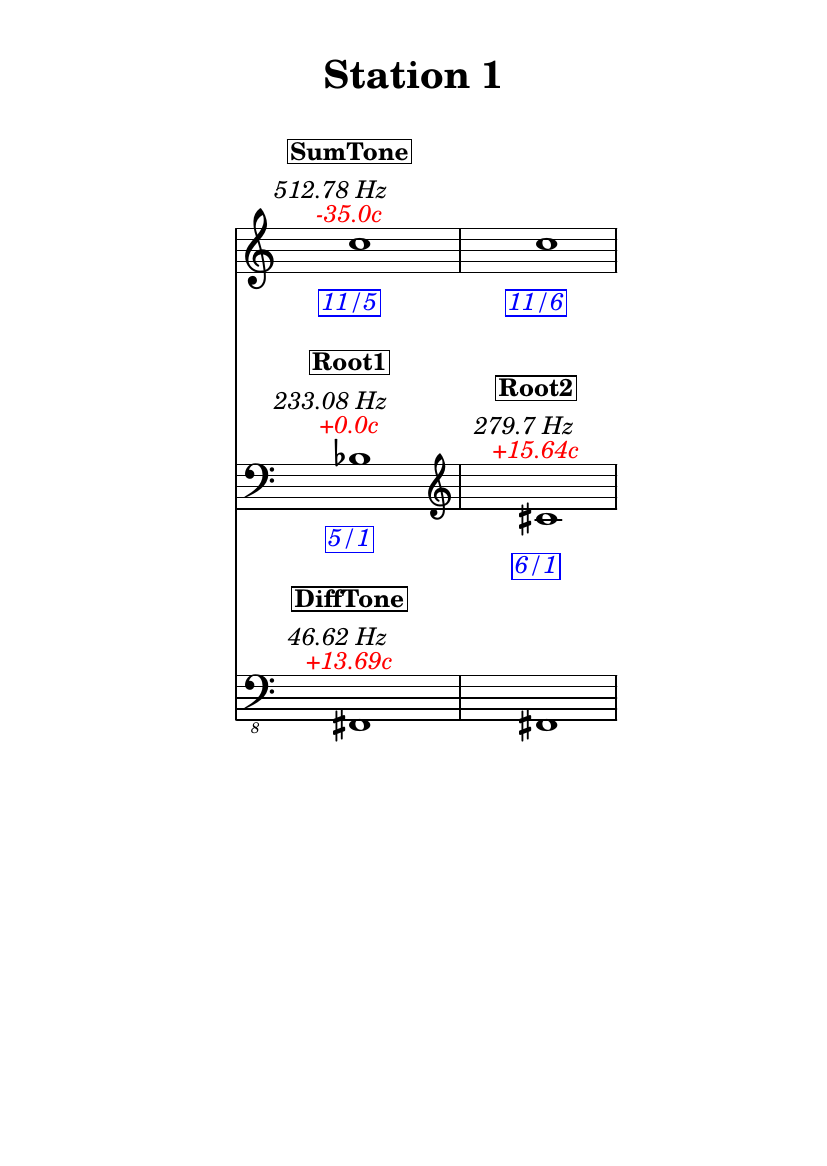 Station 1
SumTone
512.78 Hz
-35.0c
11/5
11/6
Root1
233.08 Hz
+0.0c
Root2
279.7 Hz
+15.64c
5/1
6/1
DiffTone
46.62 Hz
+13.69c
8